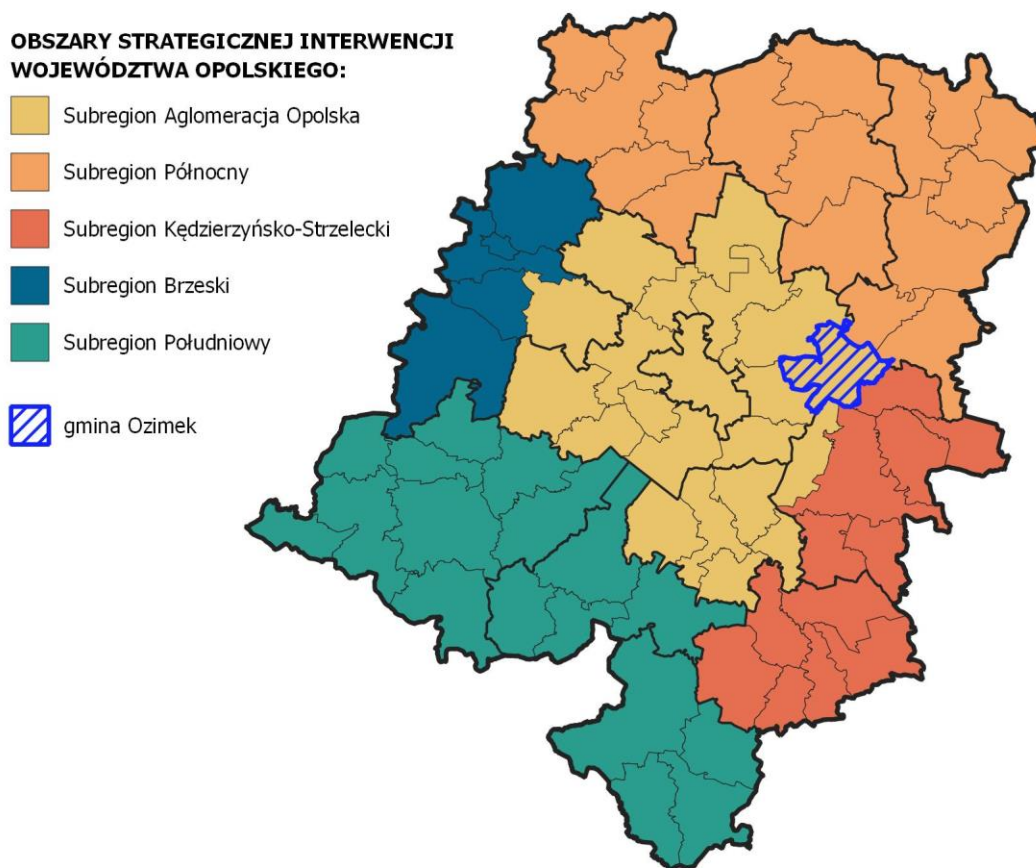 OBSZARY STRATEGICZNEJ INTERWENCJI
WOJEWÓDZTWA OPOLSKIEGO:
Subregion Aglomeracja Opolska
Subregion Północny
Subregion Kędzierzyńsko-Strzelecki
Subregion Brzeski
Subregion Południowy
gmina Ozimek